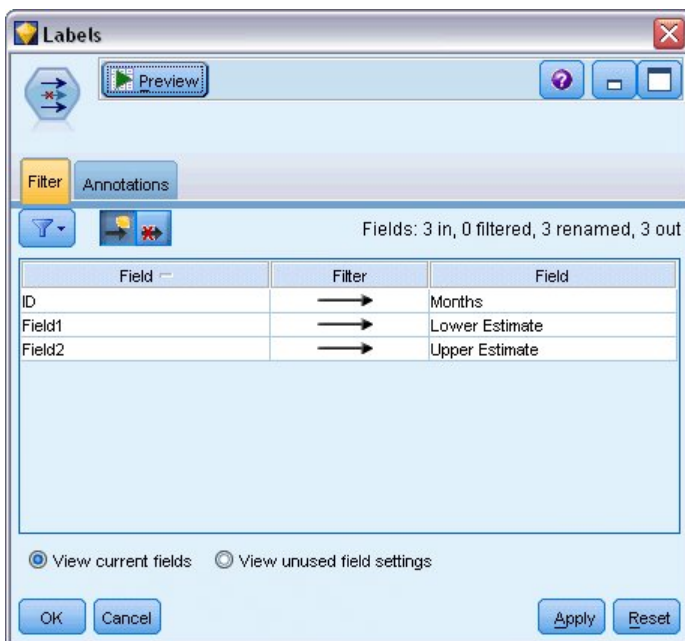 Labels
Preview
Filter Annotations
Fields: 3 in, 0 filtered, 3 renamed, 3 out
Field Filter Field
ID Months
Field1 Lower Estimate
Field2 Upper Estimate
View current fields View unused field settings
OK Cancel Apply Reset